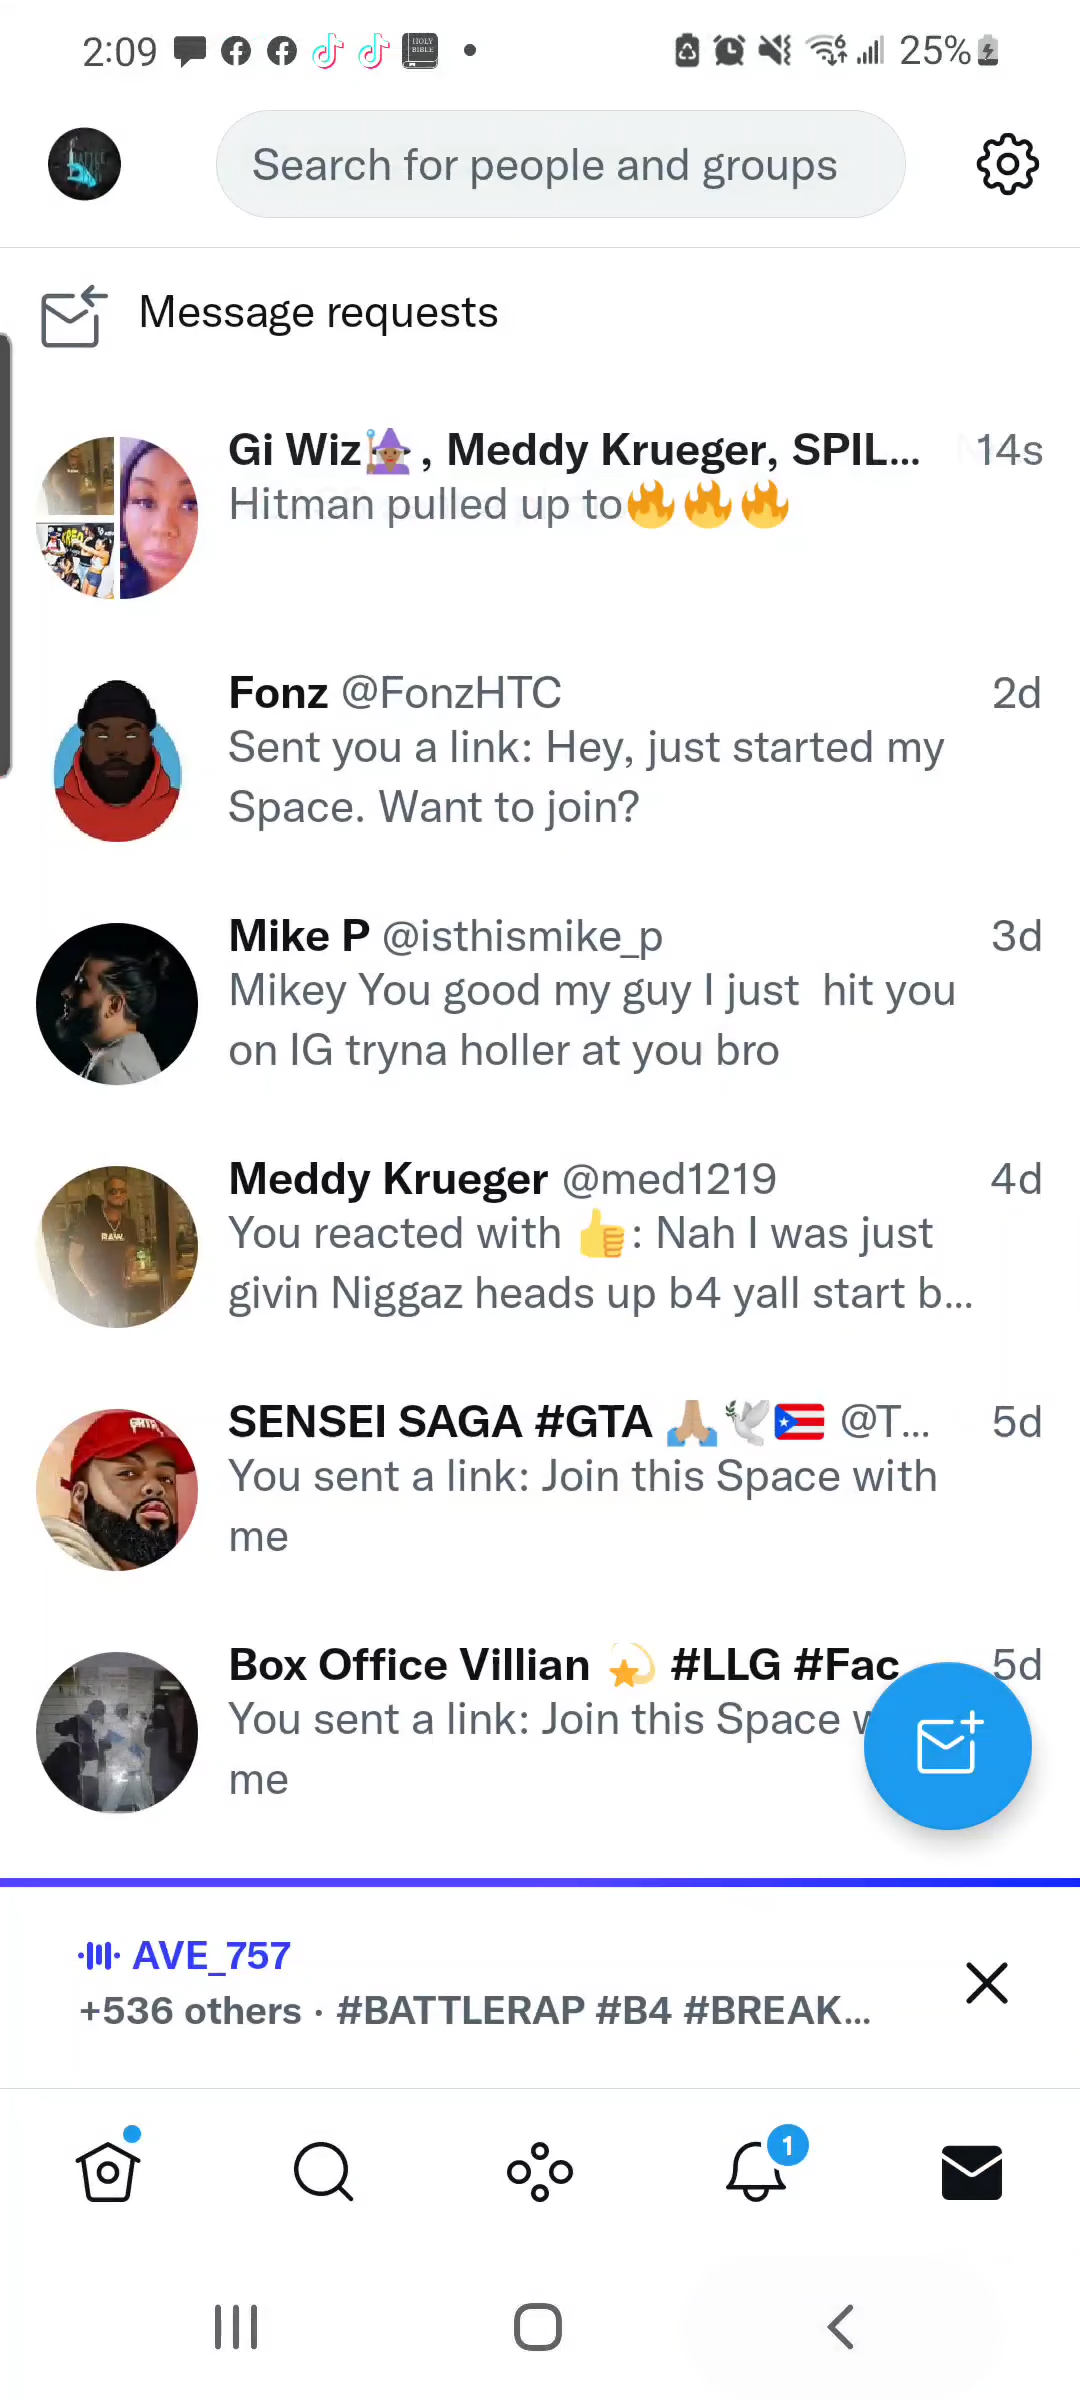 2:09
HOLY BIBLE
25%
Search for people and groups
Message requests
Gi Wiz🧙🏽‍♀️, Meddy Krueger, SPIL... 14s
Hitman pulled up to🔥🔥🔥
Fonz @FonzHTC 2d
Sent you a link: Hey, just started my
Space. Want to join?
Mike P @isthismike_p 3d
Mikey You good my guy I just  hit you
on IG tryna holler at you bro
Meddy Krueger @med1219 4d
You reacted with 👍: Nah I was just
givin Niggaz heads up b4 yall start b...
SENSEI SAGA #GTA 🙏🏼🕊️🇵🇷 @T... 5d
You sent a link: Join this Space with
me
Box Office Villian 💫 #LLG #Fac 5d
You sent a link: Join this Space
me
AVE_757
+536 others · #BATTLERAP #B4 #BREAK...
1